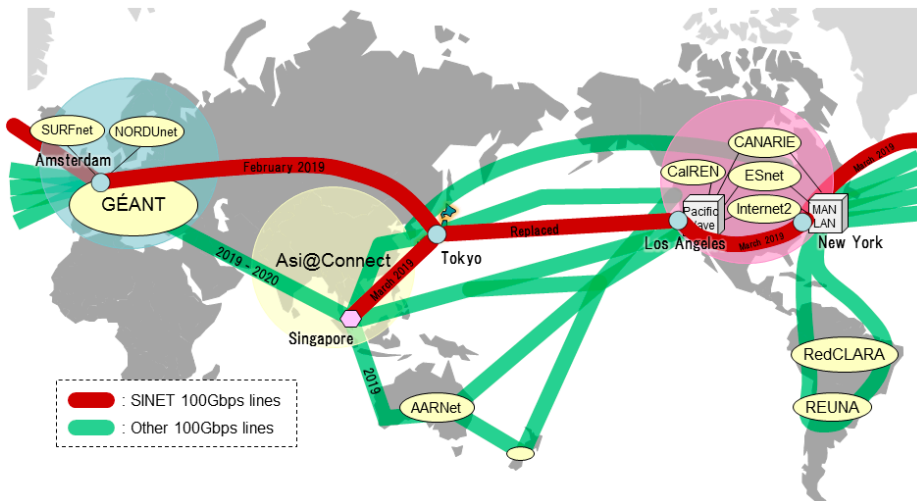 SURFnet
NORDUnet
Amsterdam
GÉANT
February 2019
2019 - 2020
Asi@Connect
March 2019
Singapore
2019
Tokyo
Replaced
AARNet
CalREN
CANARIE
ESnet
Internet2
Pacific
Wave
MAN
LAN
Los Angeles
March 2019
New York
March 2019
RedCLARA
REUNA
: SINET 100Gbps lines
: Other 100Gbps lines